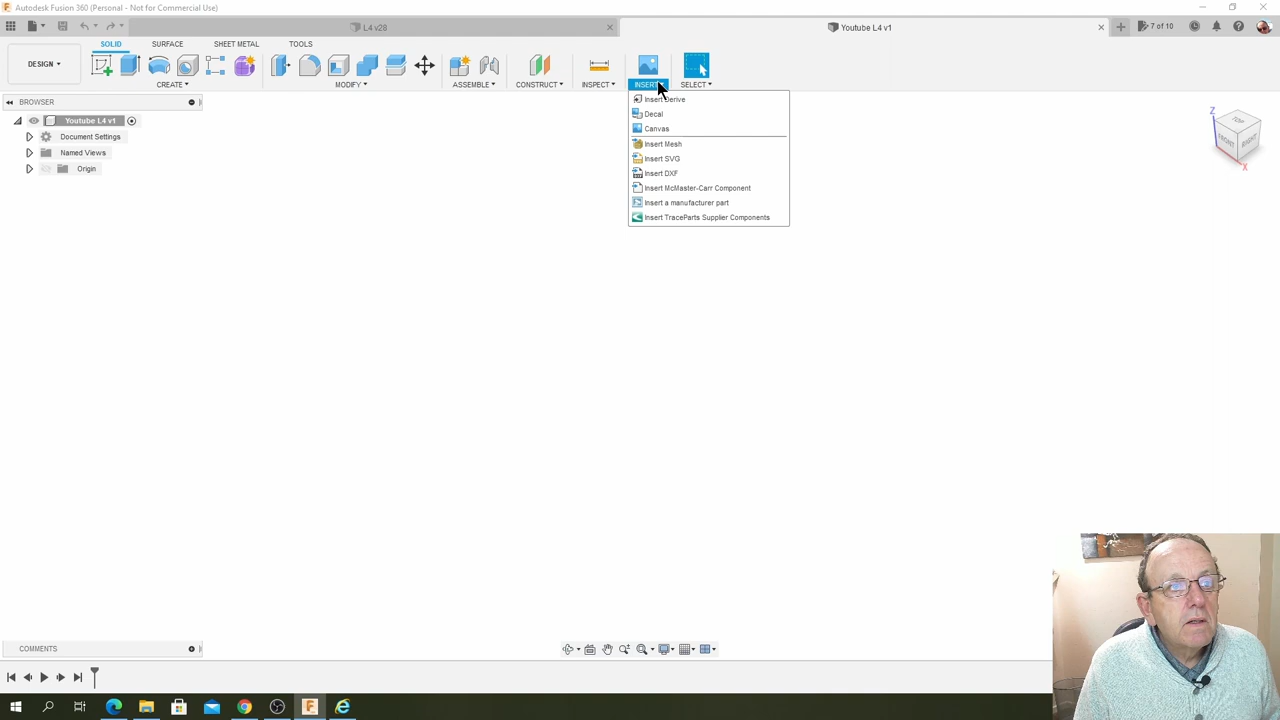 Autodesk Fusion 360 (Personal - Not for Commercial Use)
L4 v28
Youtube L4 v1
7 of 10
DESIGN
SOLID
SURFACE
SHEET METAL
TOOLS
CREATE
MODIFY
ASSEMBLE
CONSTRUCT
INSPECT
INSERT
SELECT
BROWSER
Youtube L4 v1
Document Settings
Named Views
Origin
Insert Derive
Decal
Canvas
Insert Mesh
Insert SVG
Insert DXF
Insert McMaster-Carr Component
Insert a manufacturer part
Insert TraceParts Supplier Components
Z
TOP
FRONT
RIGHT
X
COMMENTS